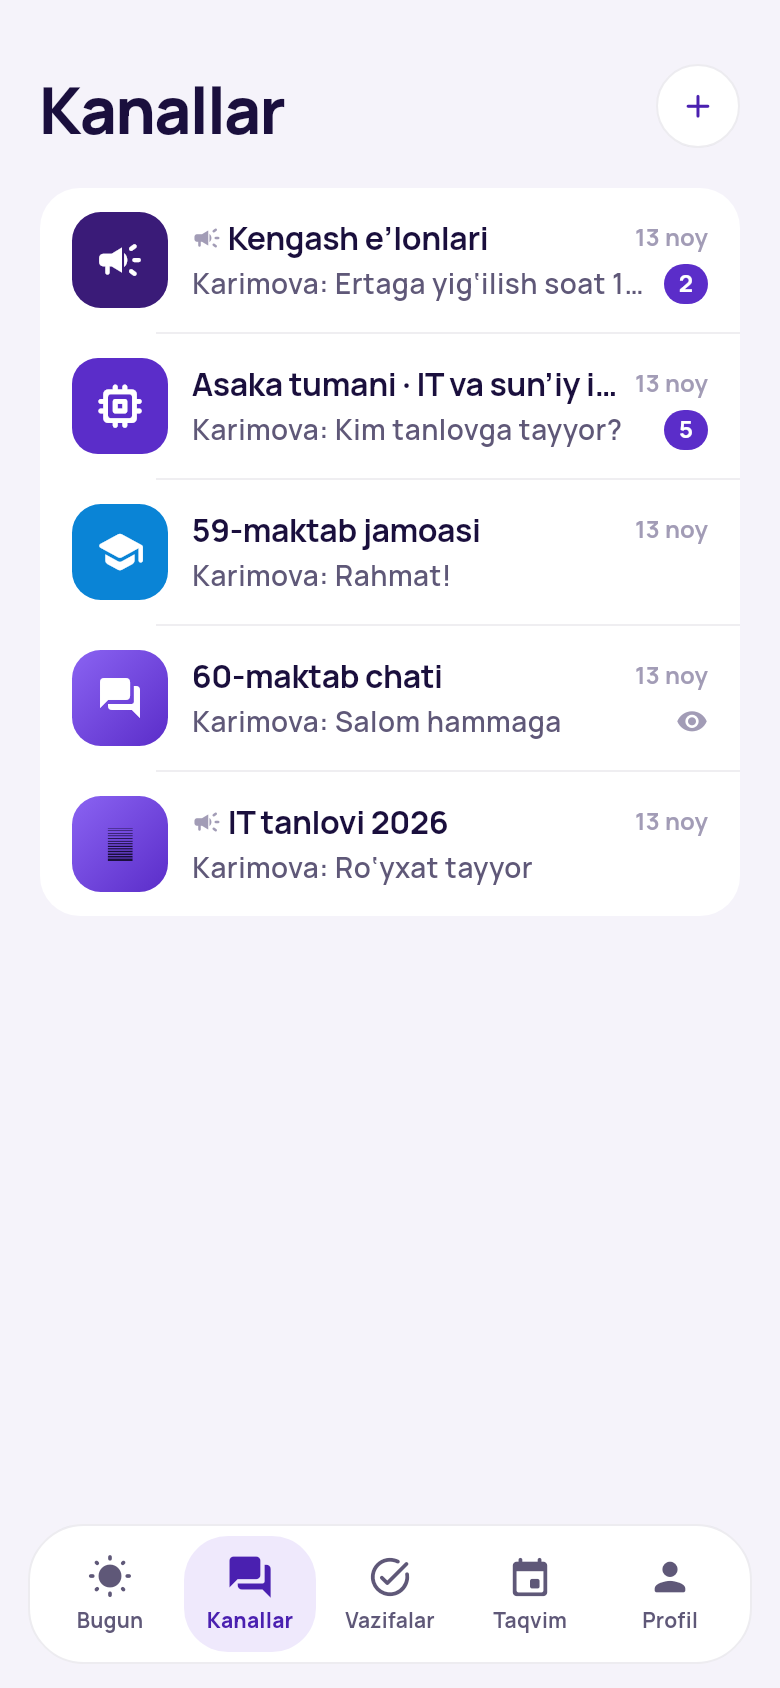 Kanallar
Kengash e’lonlari 13 noy
Karimova: Ertaga yig‘ilish soat 1… 2
Asaka tumani · IT va sun’iy i… 13 noy
Karimova: Kim tanlovga tayyor? 5
59-maktab jamoasi 13 noy
Karimova: Rahmat!
60-maktab chati 13 noy
Karimova: Salom hammaga
IT tanlovi 2026 13 noy
Karimova: Ro‘yxat tayyor
Bugun Kanallar Vazifalar Taqvim Profil